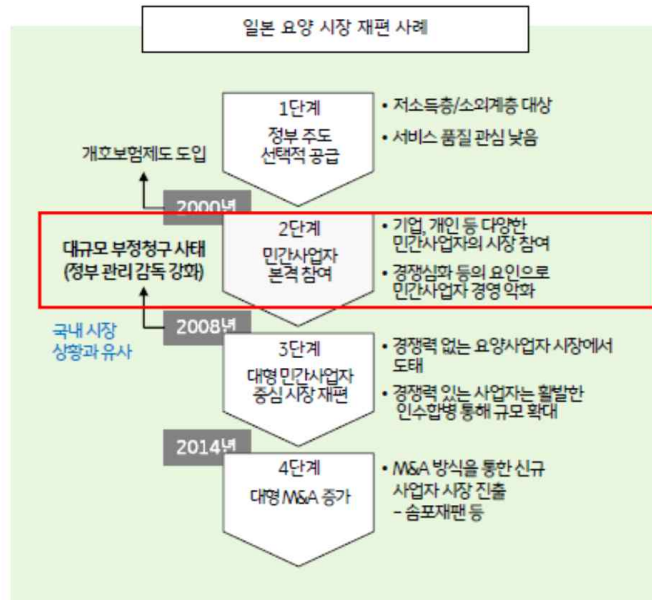 일본 요양 시장 재편 사례
1단계
정부 주도
선택적 공급
• 저소득층/소외계층 대상
• 서비스 품질 관심 낮음
개호보험제도 도입
2000년
2단계
민간사업자
본격 참여
• 기업, 개인 등 다양한
민간사업자의 시장 참여
• 경쟁심화 등의 요인으로
민간사업자 경영 악화
대규모 부정청구 사태
(정부 관리 감독 강화)
2008년
국내 시장
상황과 유사
3단계
대형 민간사업자
중심 시장 재편
• 경쟁력 없는 요양사업자 시장에서
도태
• 경쟁력 있는 사업자는 활발한
인수합병 통해 규모 확대
2014년
4단계
대형 M&A 증가
• M&A 방식을 통한 신규
사업자 시장 진출
– 솜포재팬 등